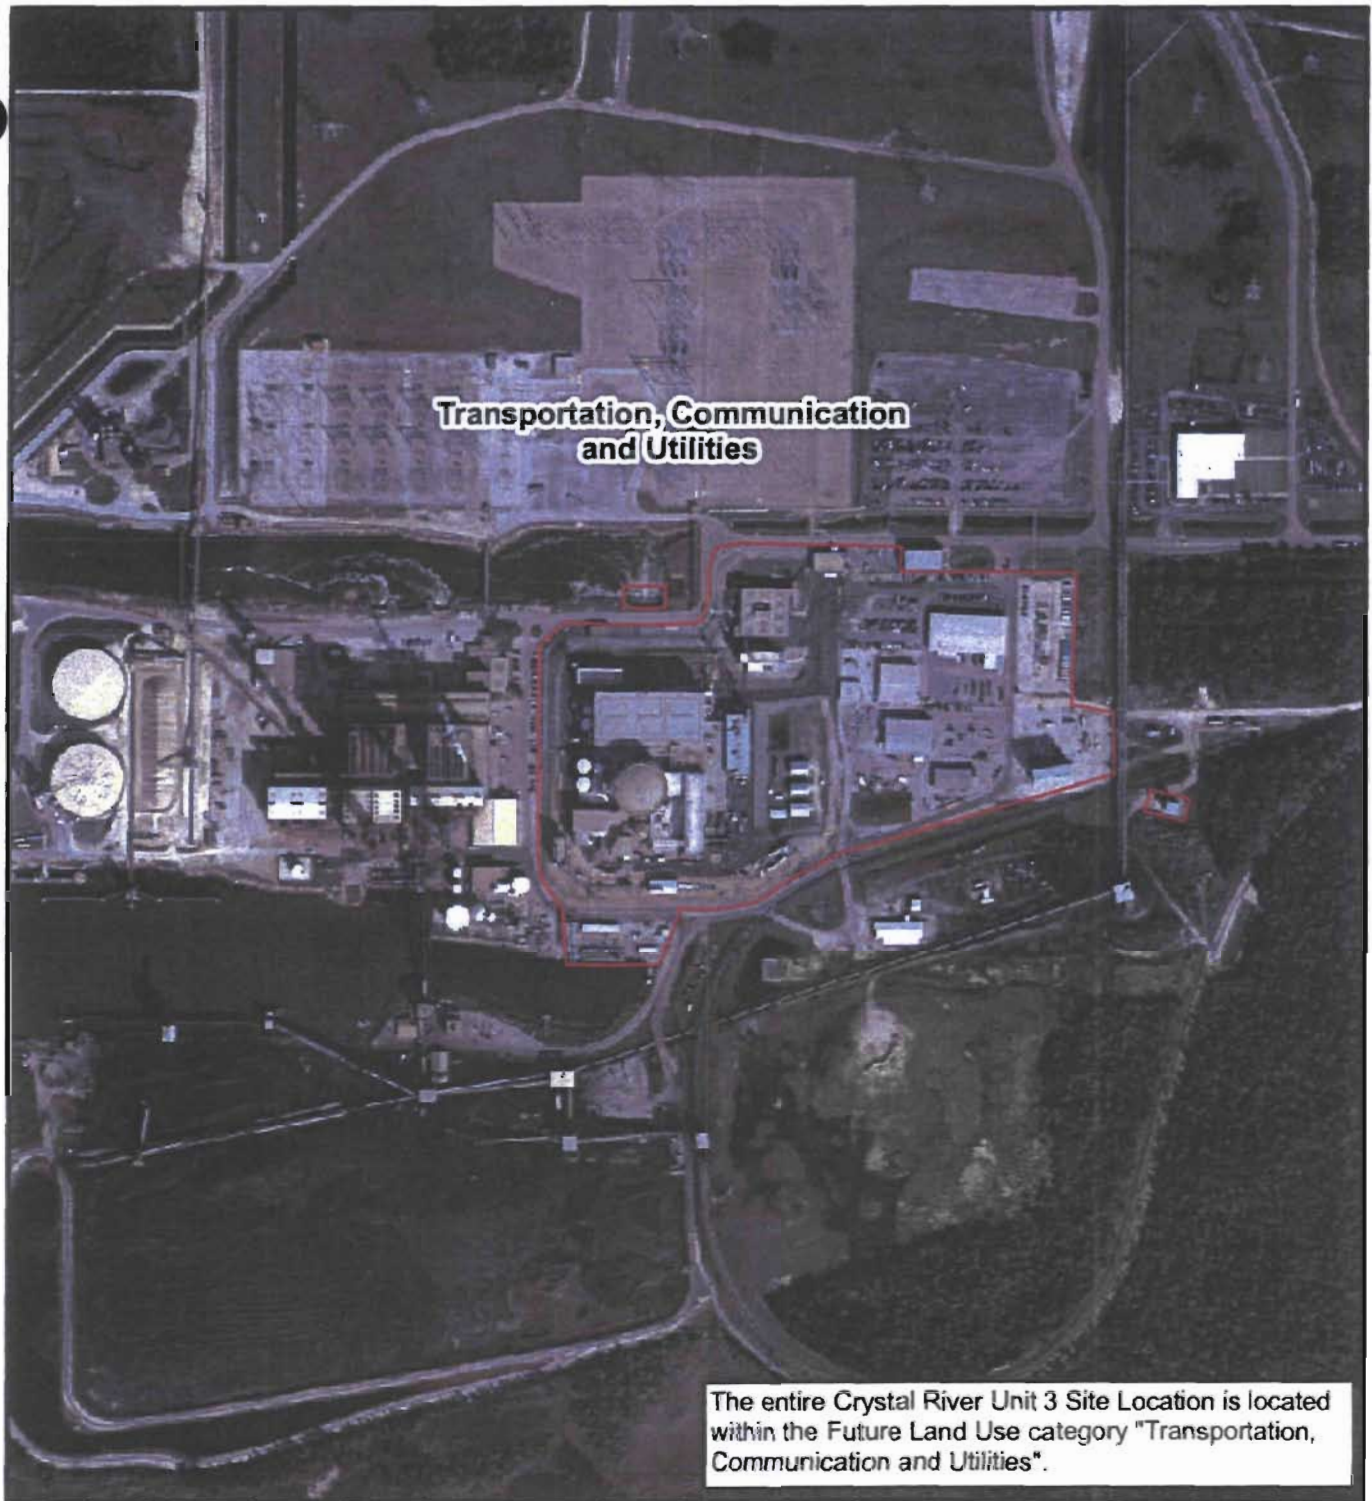 Transportation, Communication
and Utilities
The entire Crystal River Unit 3 Site Location is located
within the Future Land Use category "Transportation,
Communication and Utilities".